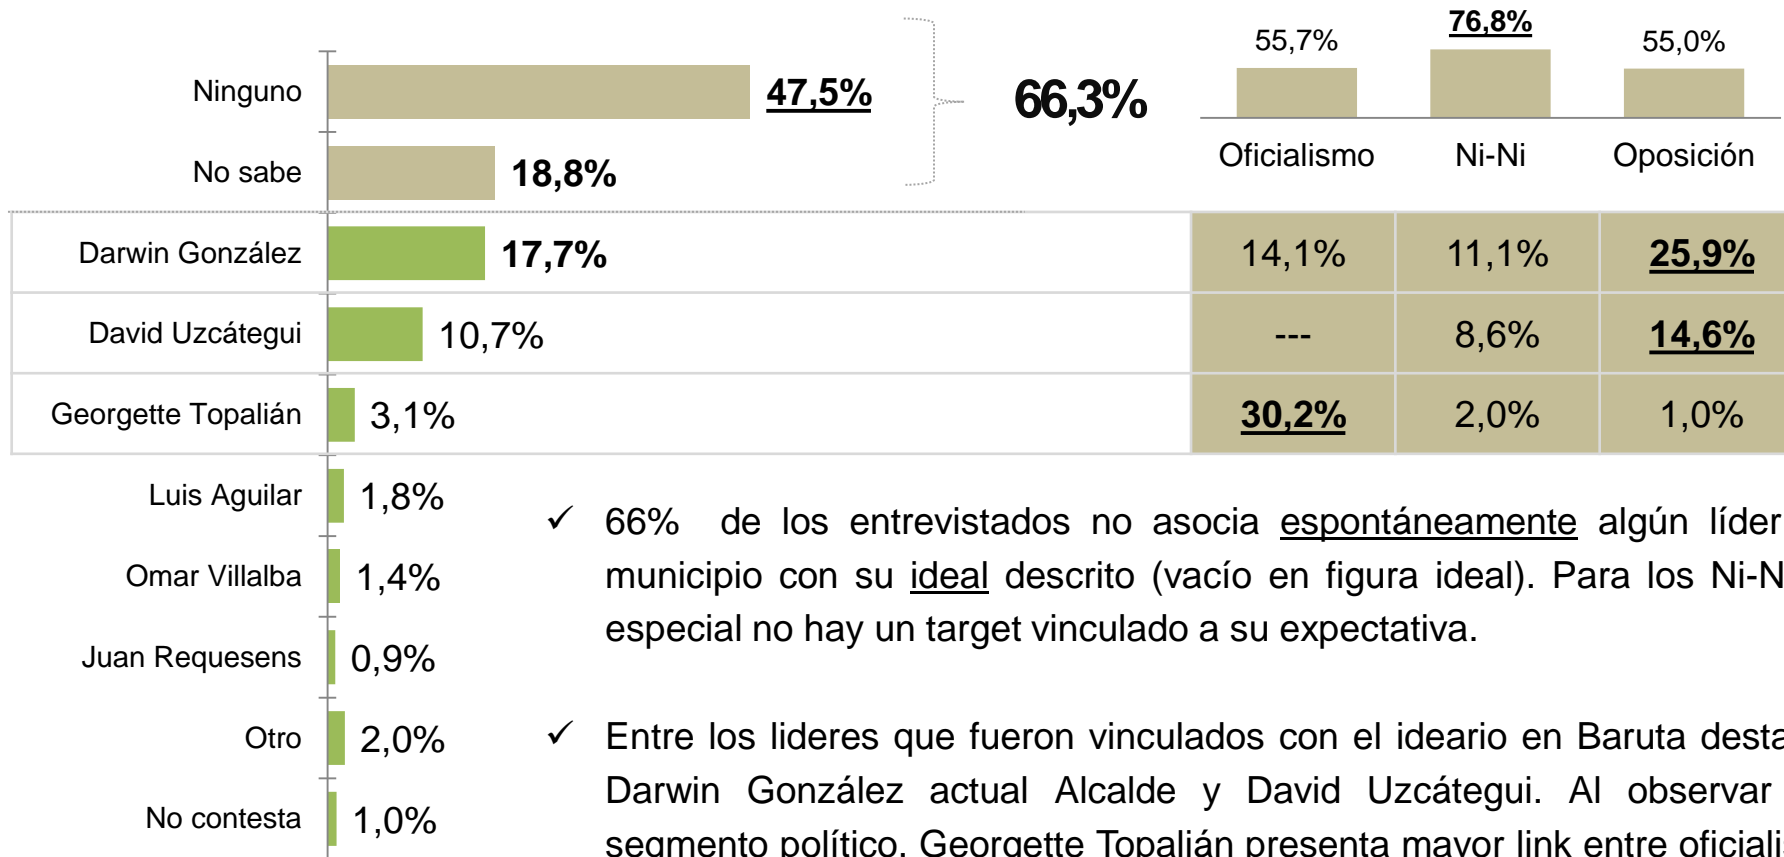 Ninguno 47,5%
66,3%
No sabe 18,8%
55,7% 76,8% 55,0%
Oficialismo Ni-Ni Oposición
Darwin González 17,7% 14,1% 11,1% 25,9%
David Uzcátegui 10,7% --- 8,6% 14,6%
Georgette Topalián 3,1% 30,2% 2,0% 1,0%
Luis Aguilar 1,8%
Omar Villalba 1,4%
Juan Requesens 0,9%
Otro 2,0%
No contesta 1,0%
✓ 66% de los entrevistados no asocia espontáneamente algún líder
municipio con su ideal descrito (vacío en figura ideal). Para los Ni-N
especial no hay un target vinculado a su expectativa.
✓ Entre los lideres que fueron vinculados con el ideario en Baruta desta
Darwin González actual Alcalde y David Uzcátegui. Al observar
segmento político, Georgette Topalián presenta mayor link entre oficiali